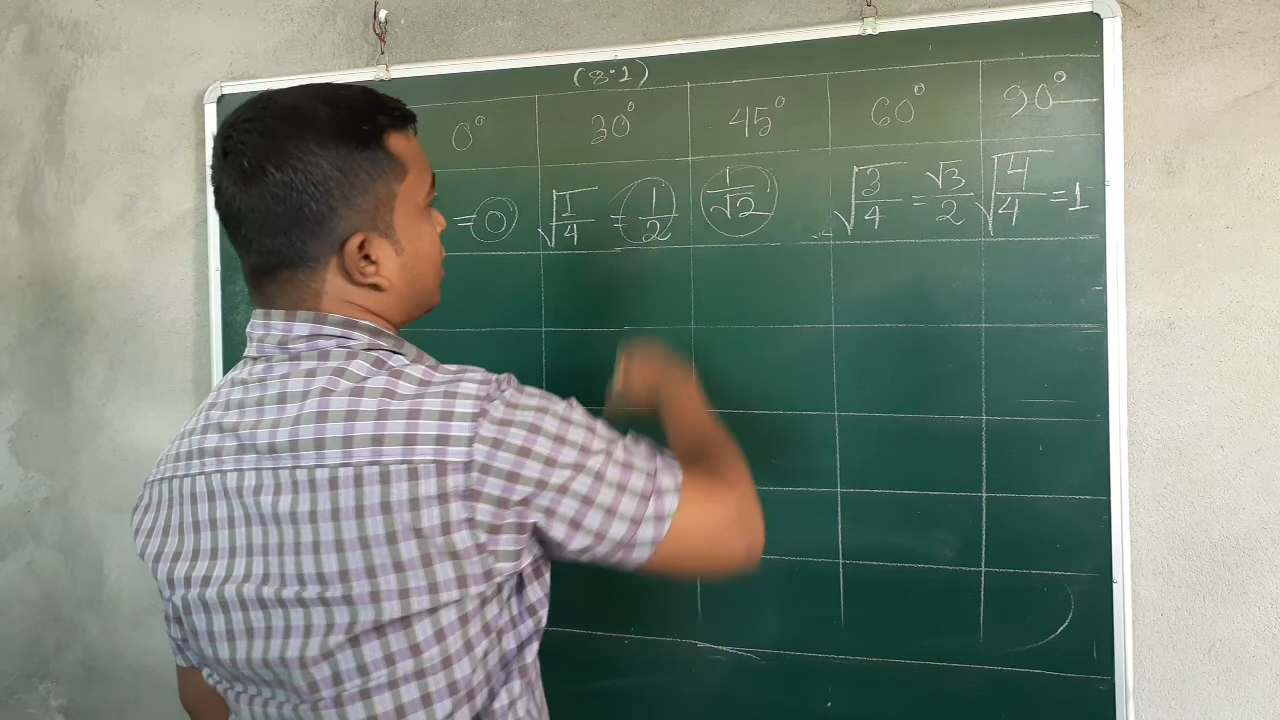 (8.1)
0° 30° 45° 60° 90°
=0 √1/4 = 1/2 1/√2 √3/4 = √3/2 √4/4 =1